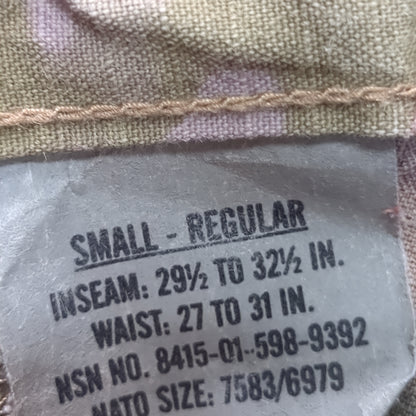 SMALL - REGULAR
INSEAM: 29½ TO 32½ IN.
WAIST: 27 TO 31 IN.
NSN NO. 8415-01-598-9392
NATO SIZE: 7583/6979